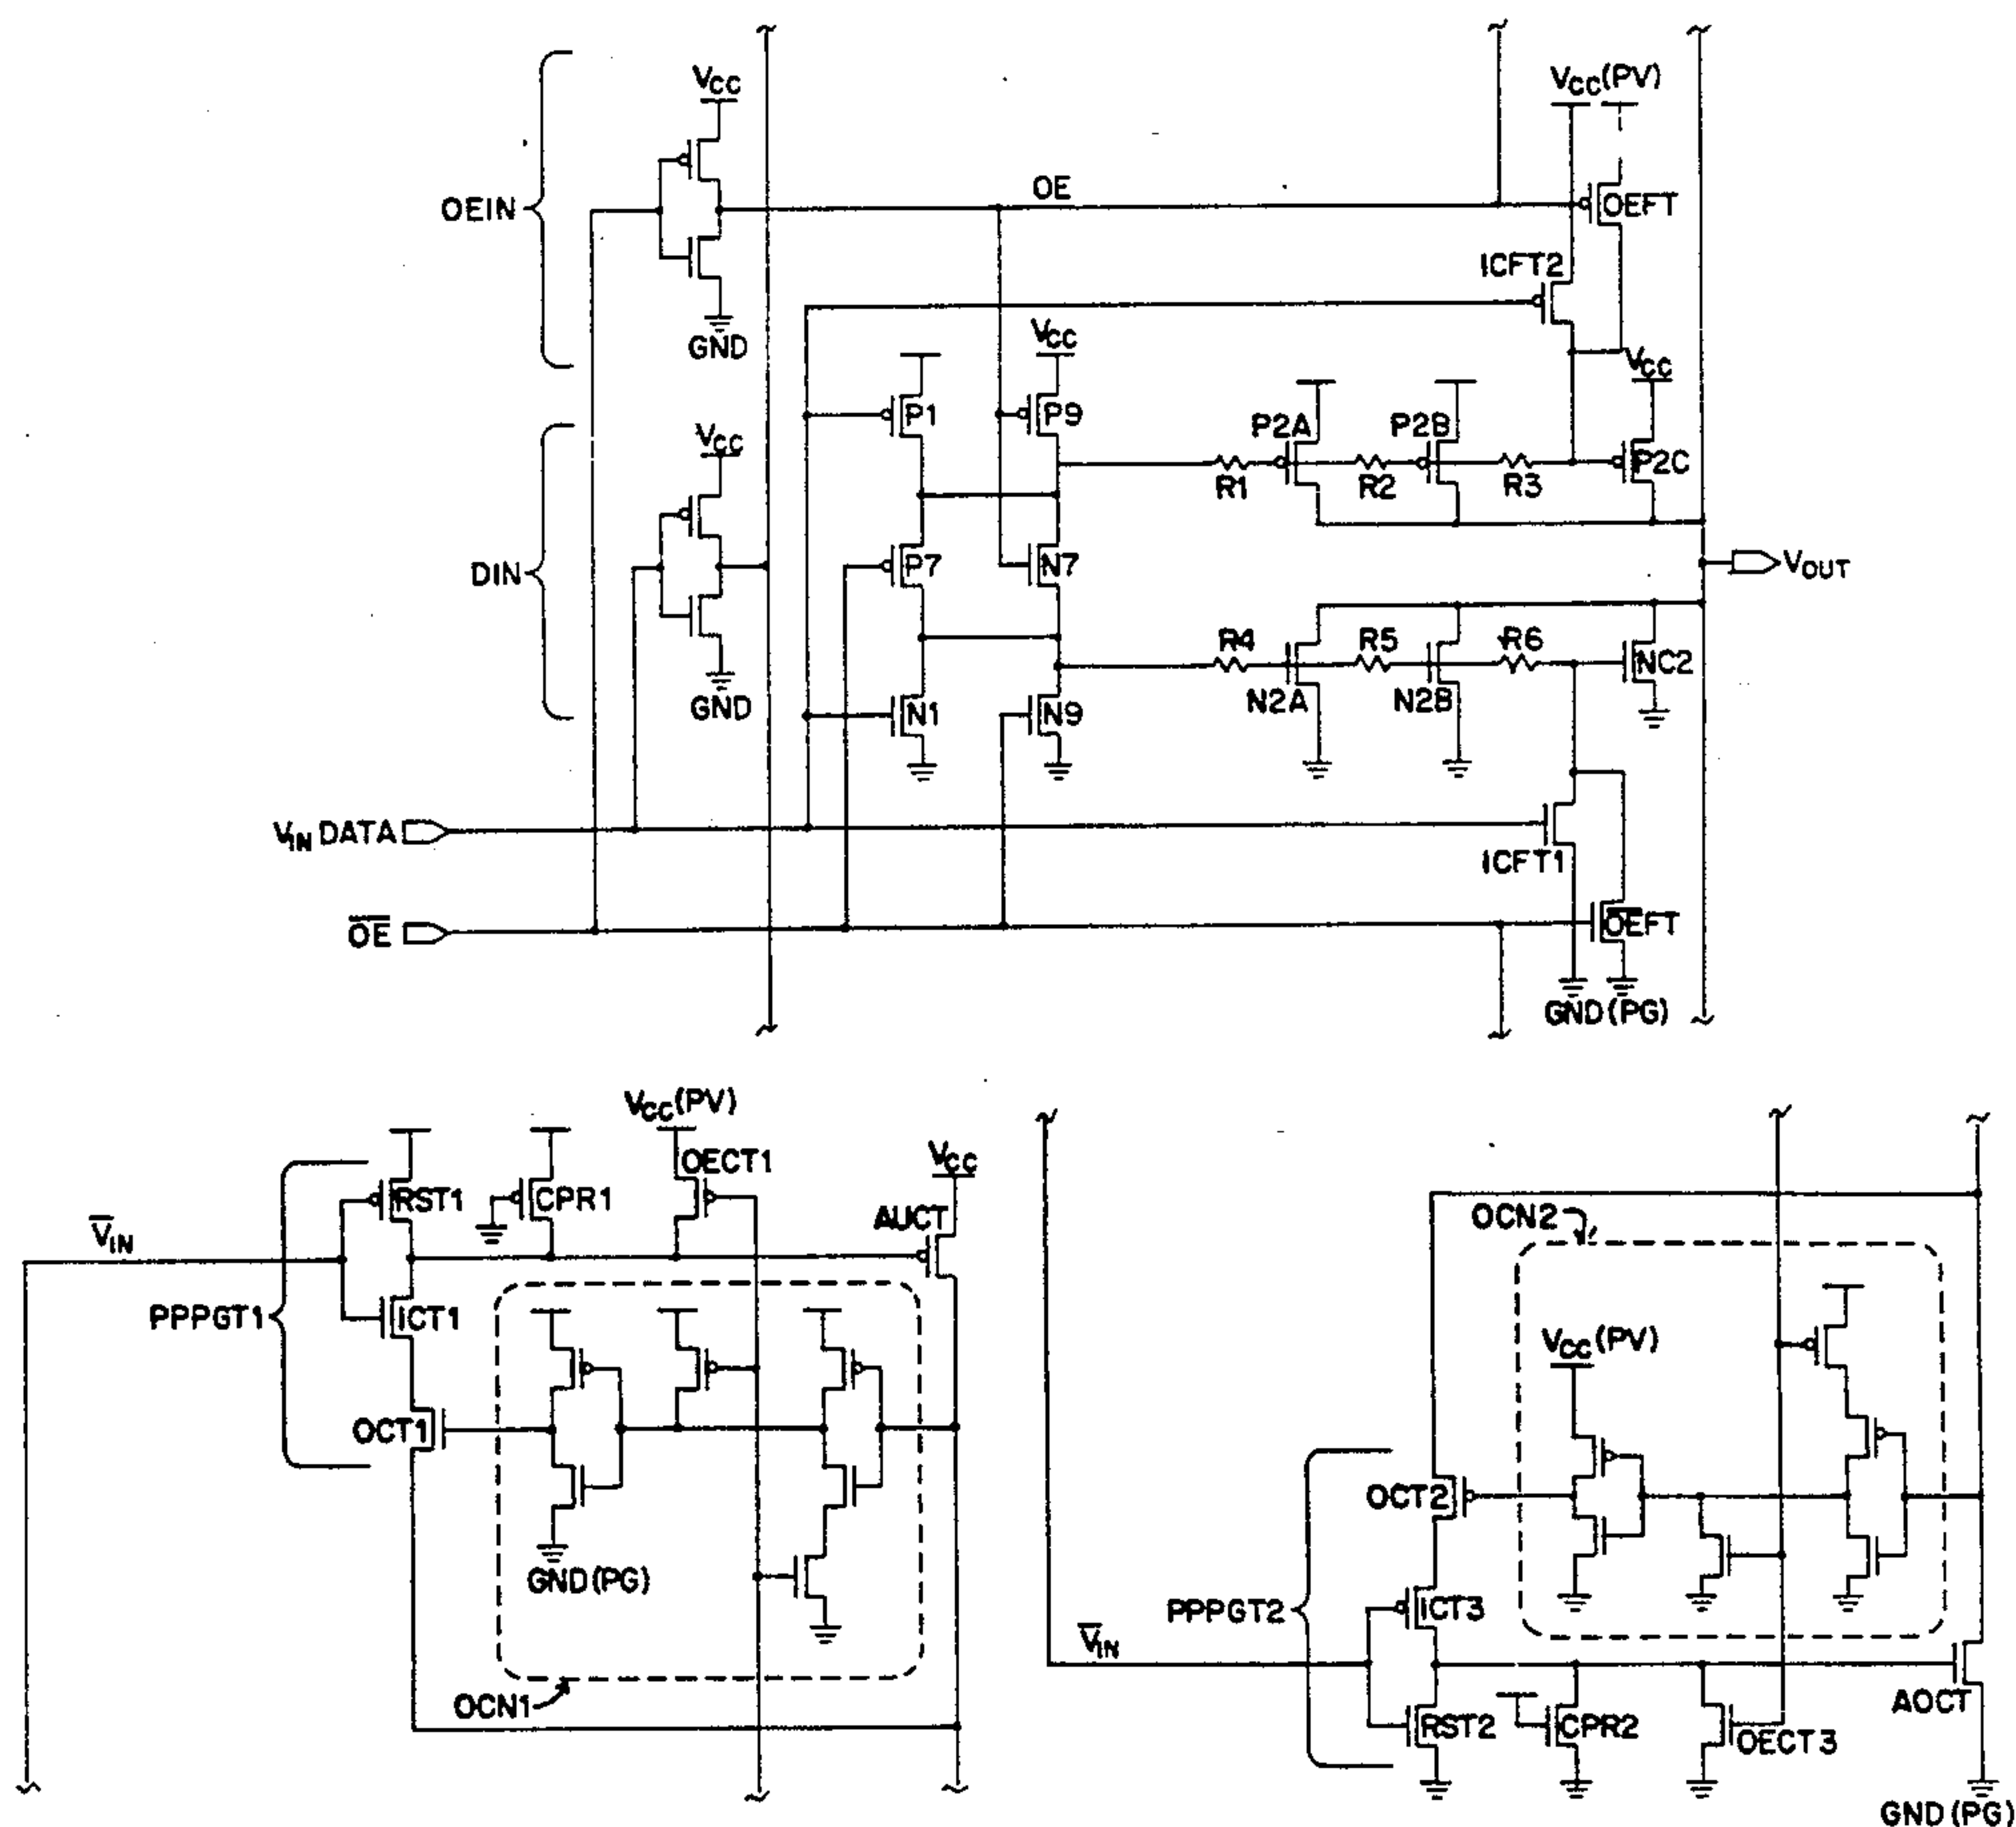 VCC
VCC(PV)
OEIN
OE
OEFT
ICFT2
GND
VCC
VCC
P1
P9
P2A
P2B
P2C
R1
R2
R3
VCC
DIN
P7
N7
VOUT
R4
R5
R6
NC2
GND
N1
N9
N2A
N2B
VIN DATA
ICFT1
OE
OEFT
GND (PG)
VCC(PV)
OECT1
VCC
RST1
CPR1
AUCT
VIN
PPPGT1
ICT1
OCT1
GND (PG)
OCN1
OCN2
VCC (PV)
OCT2
PPPGT2
ICT3
VIN
RST2
CPR2
OECT3
AOCT
GND (PG)